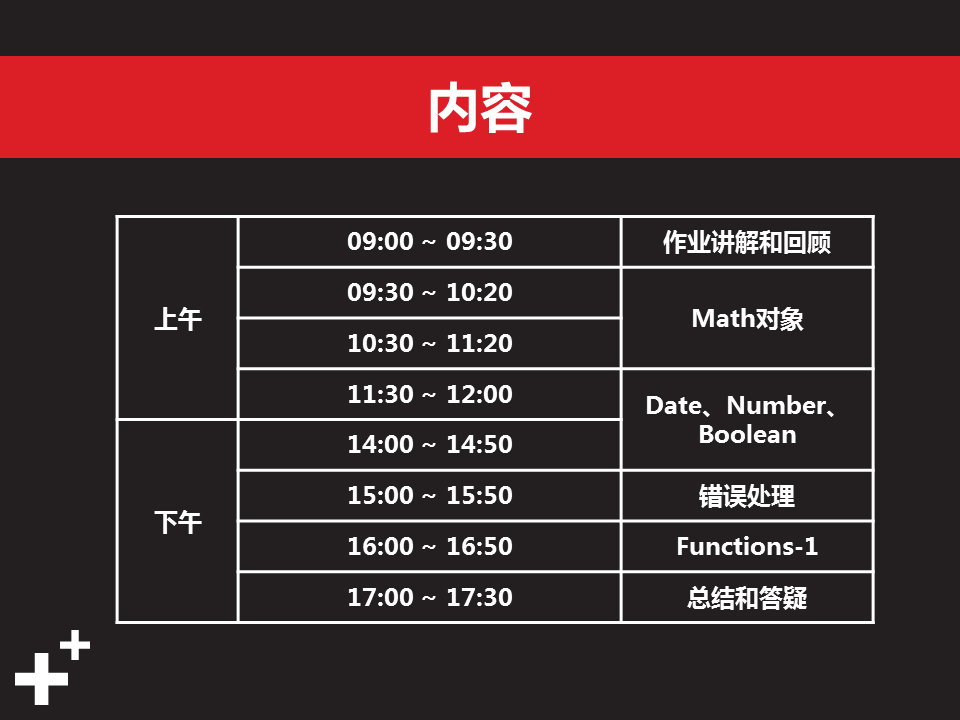 内容
上午
09:00 ~ 09:30
作业讲解和回顾
09:30 ~ 10:20
Math对象
10:30 ~ 11:20
11:30 ~ 12:00
Date、Number、
Boolean
下午
14:00 ~ 14:50
15:00 ~ 15:50
错误处理
16:00 ~ 16:50
Functions-1
17:00 ~ 17:30
总结和答疑